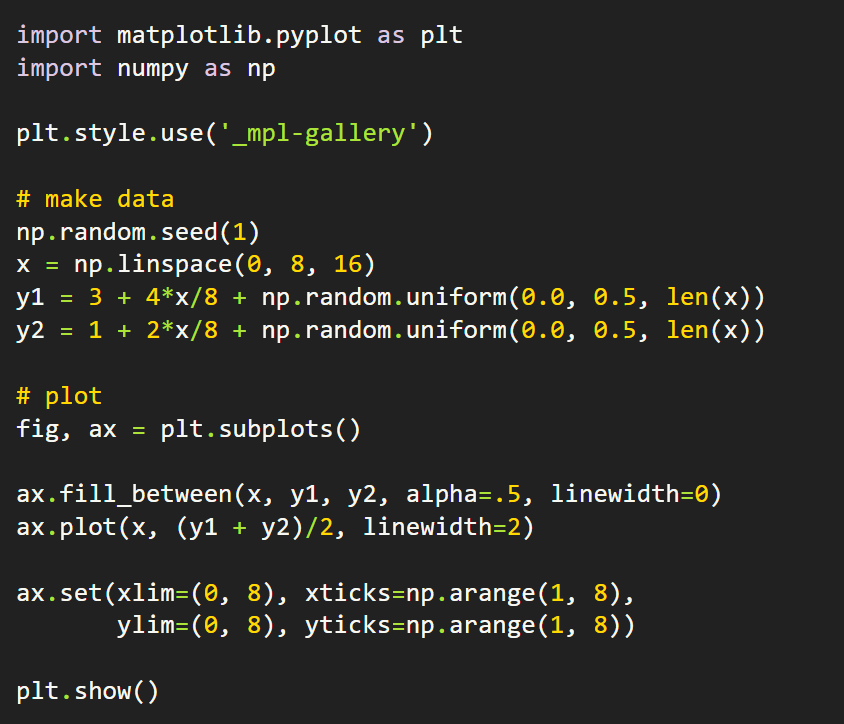 import matplotlib.pyplot as plt
import numpy as np
plt.style.use('_mpl-gallery')
# make data
np.random.seed(1)
x = np.linspace(0, 8, 16)
y1 = 3 + 4*x/8 + np.random.uniform(0.0, 0.5, len(x))
y2 = 1 + 2*x/8 + np.random.uniform(0.0, 0.5, len(x))
# plot
fig, ax = plt.subplots()
ax.fill_between(x, y1, y2, alpha=.5, linewidth=0)
ax.plot(x, (y1 + y2)/2, linewidth=2)
ax.set(xlim=(0, 8), xticks=np.arange(1, 8),
       ylim=(0, 8), yticks=np.arange(1, 8))
plt.show()